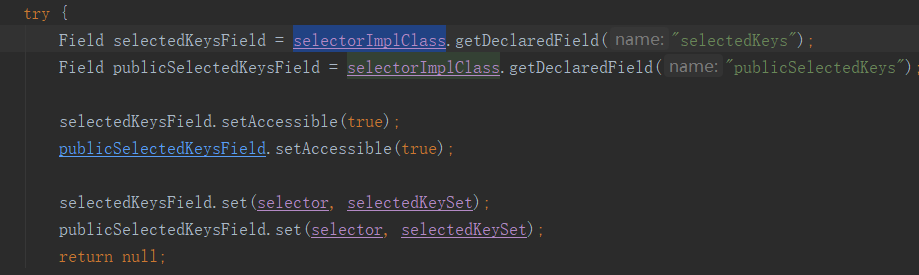 try {
Field selectedKeysField = selectorImplClass.getDeclaredField( name: "selectedKeys");
Field publicSelectedKeysField = selectorImplClass.getDeclaredField( name: "publicSelectedKeys");
selectedKeysField.setAccessible(true);
publicSelectedKeysField.setAccessible(true);
selectedKeysField.set(selector, selectedKeySet);
publicSelectedKeysField.set(selector, selectedKeySet);
return null;